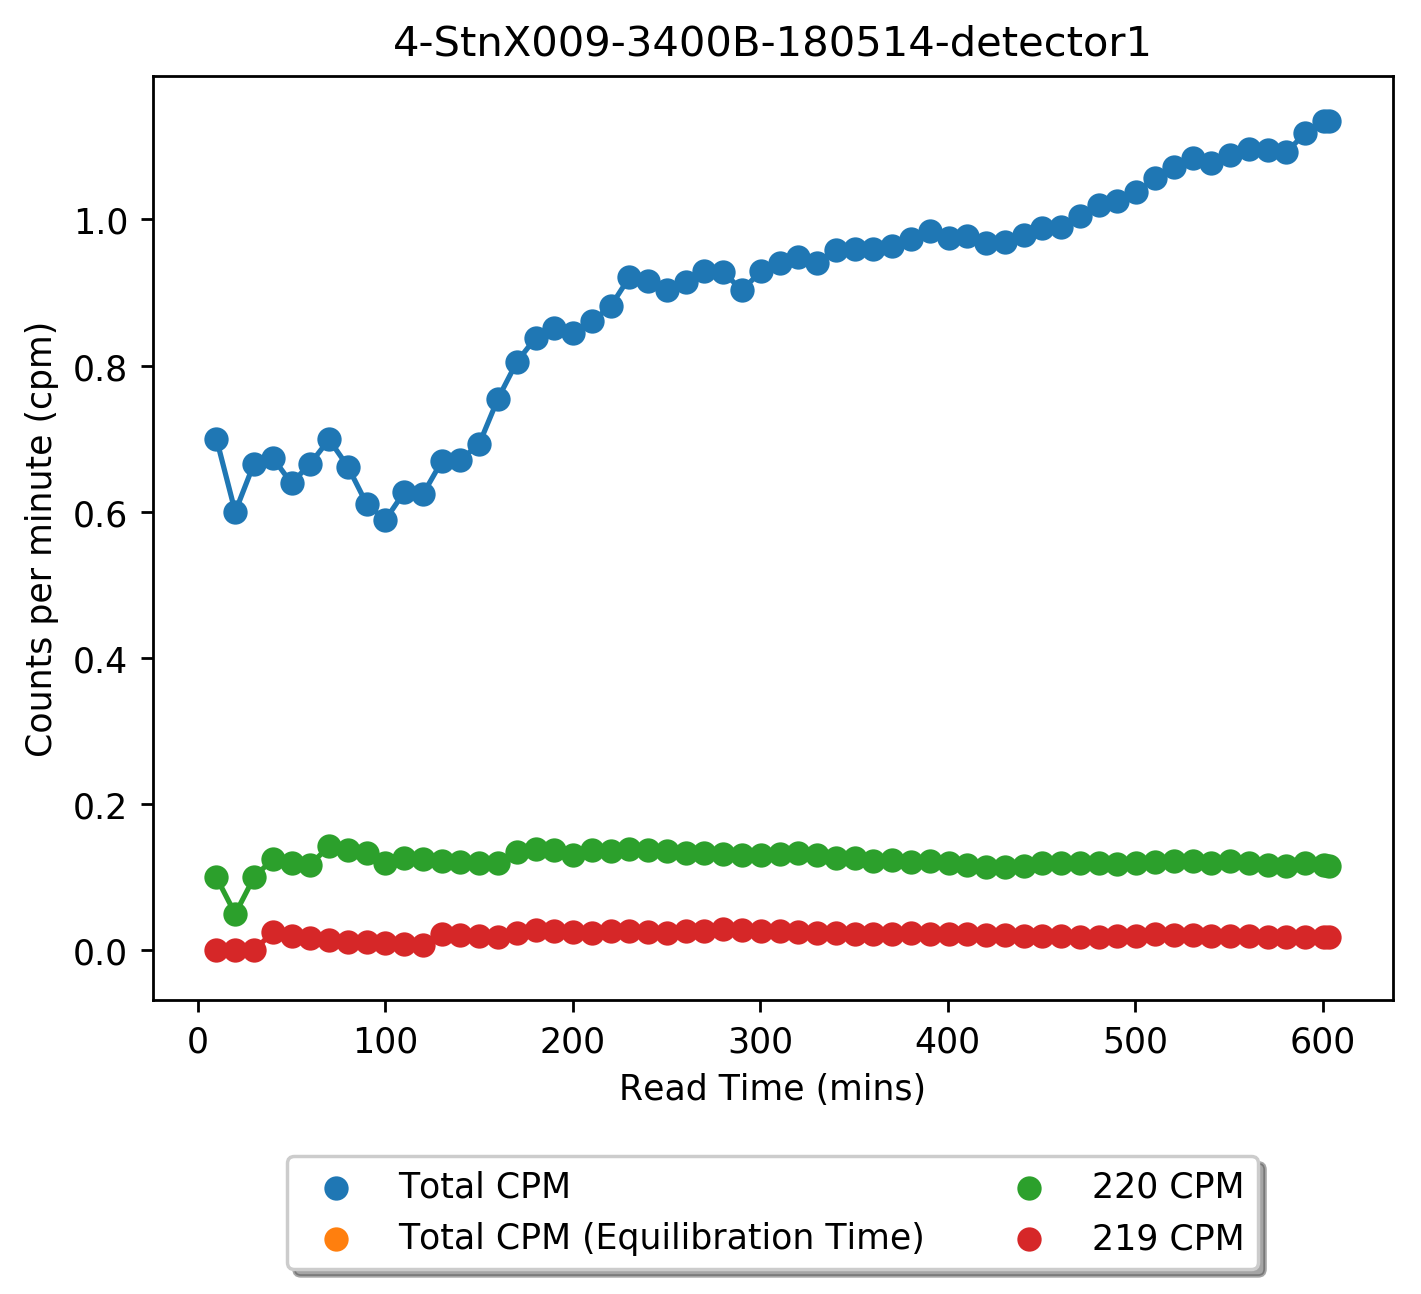 4-StnX009-3400B-180514-detector1
Counts per minute (cpm)
1.0
0.8
0.6
0.4
0.2
0.0
0 100 200 300 400 500 600
Read Time (mins)
Total CPM
Total CPM (Equilibration Time)
220 CPM
219 CPM